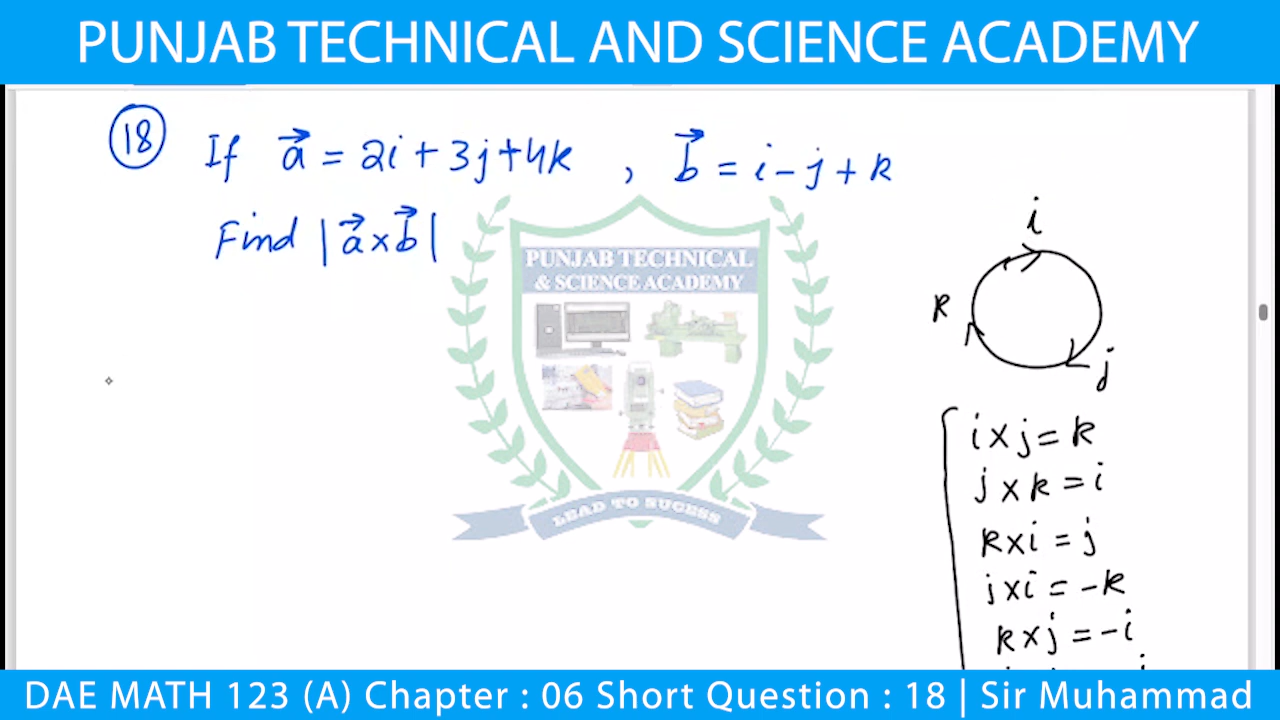 PUNJAB TECHNICAL AND SCIENCE ACADEMY
18 If a⃗ = 2i + 3j + 4k , b⃗ = i - j + k
Find |a⃗ x b⃗|
PUNJAB TECHNICAL
& SCIENCE ACADEMY
LEAD TO SUCESS
i
k
j
i x j = k
j x k = i
k x i = j
j x i = -k
k x j = -i
DAE MATH 123 (A) Chapter : 06 Short Question : 18 | Sir Muhammad